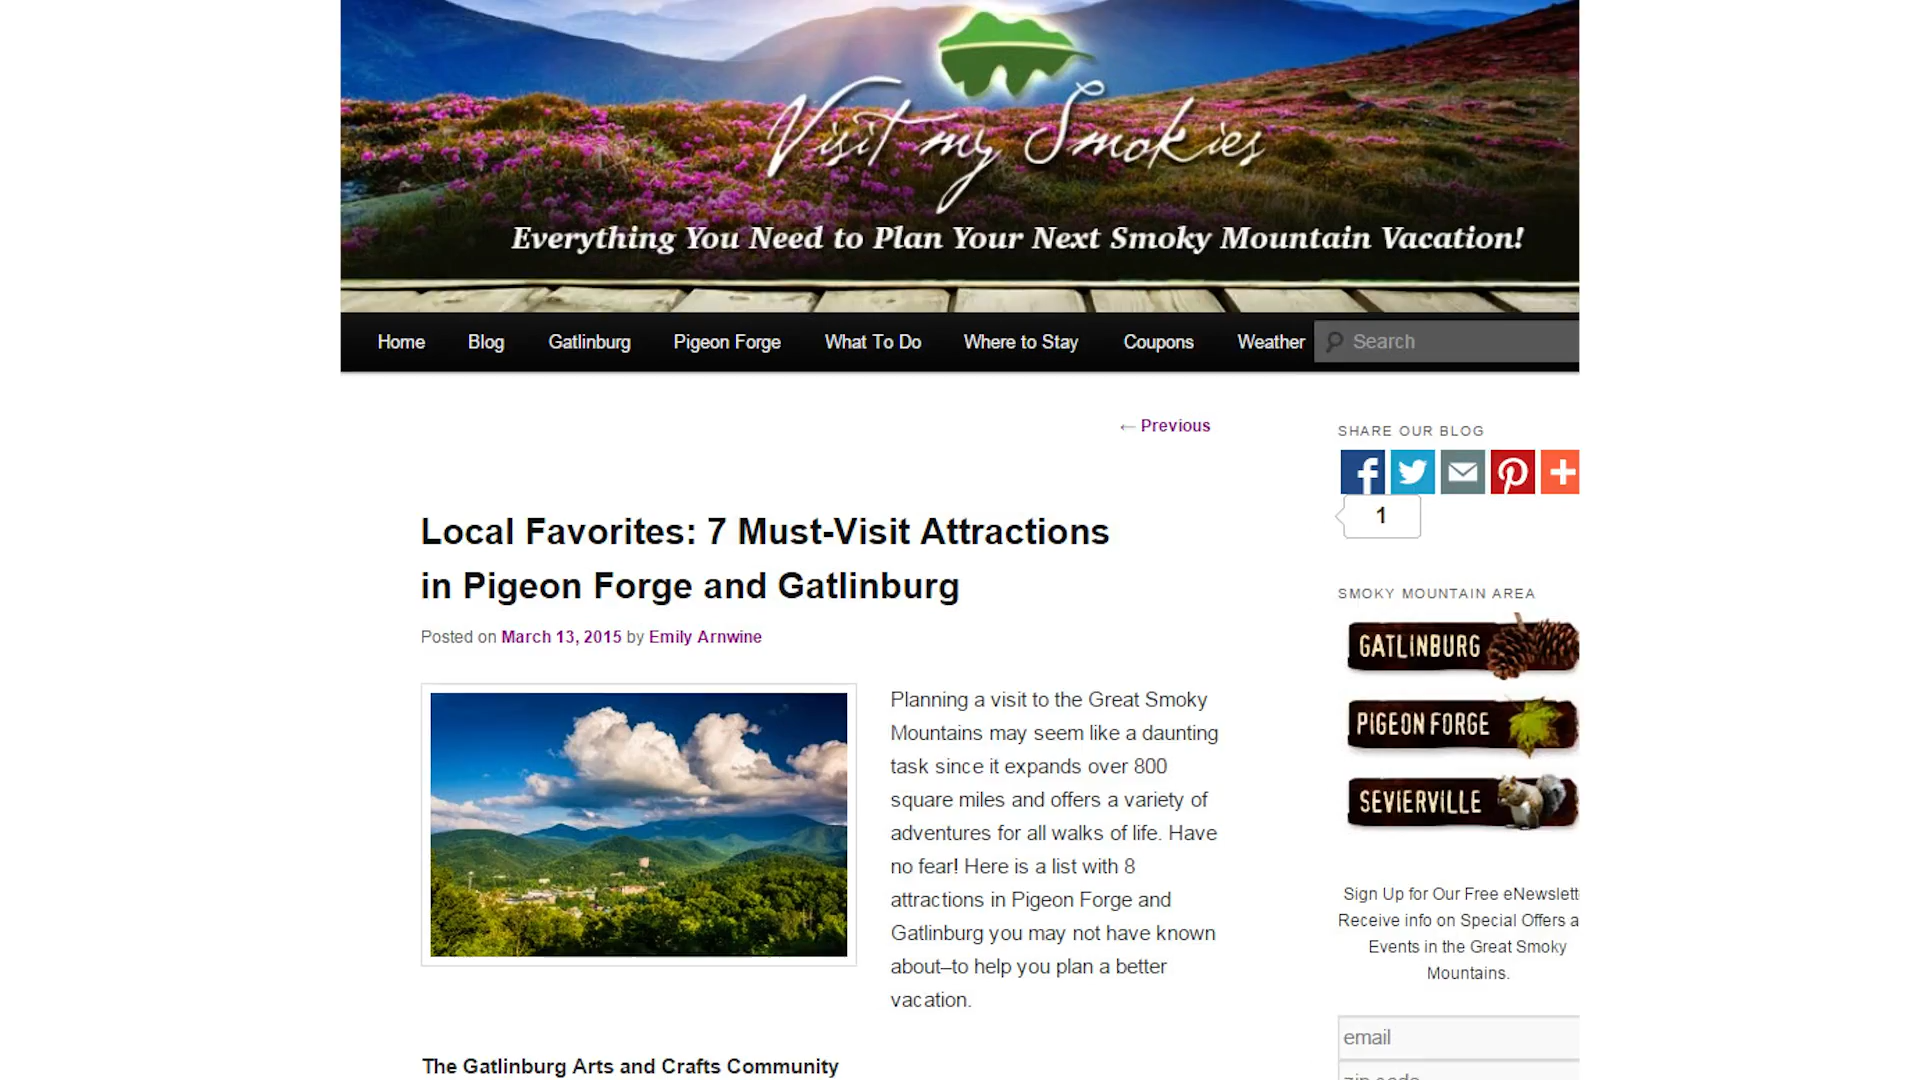 Visit my Smokies
Everything You Need to Plan Your Next Smoky Mountain Vacation!
Home Blog Gatlinburg Pigeon Forge What To Do Where to Stay Coupons Weather Search
← Previous
Local Favorites: 7 Must-Visit Attractions
in Pigeon Forge and Gatlinburg
Posted on March 13, 2015 by Emily Arnwine
Planning a visit to the Great Smoky
Mountains may seem like a daunting
task since it expands over 800
square miles and offers a variety of
adventures for all walks of life. Have
no fear! Here is a list with 8
attractions in Pigeon Forge and
Gatlinburg you may not have known
about–to help you plan a better
vacation.
The Gatlinburg Arts and Crafts Community
SHARE OUR BLOG
1
SMOKY MOUNTAIN AREA
GATLINBURG
PIGEON FORGE
SEVIERVILLE
Sign Up for Our Free eNewslett
Receive info on Special Offers a
Events in the Great Smoky
Mountains.
email